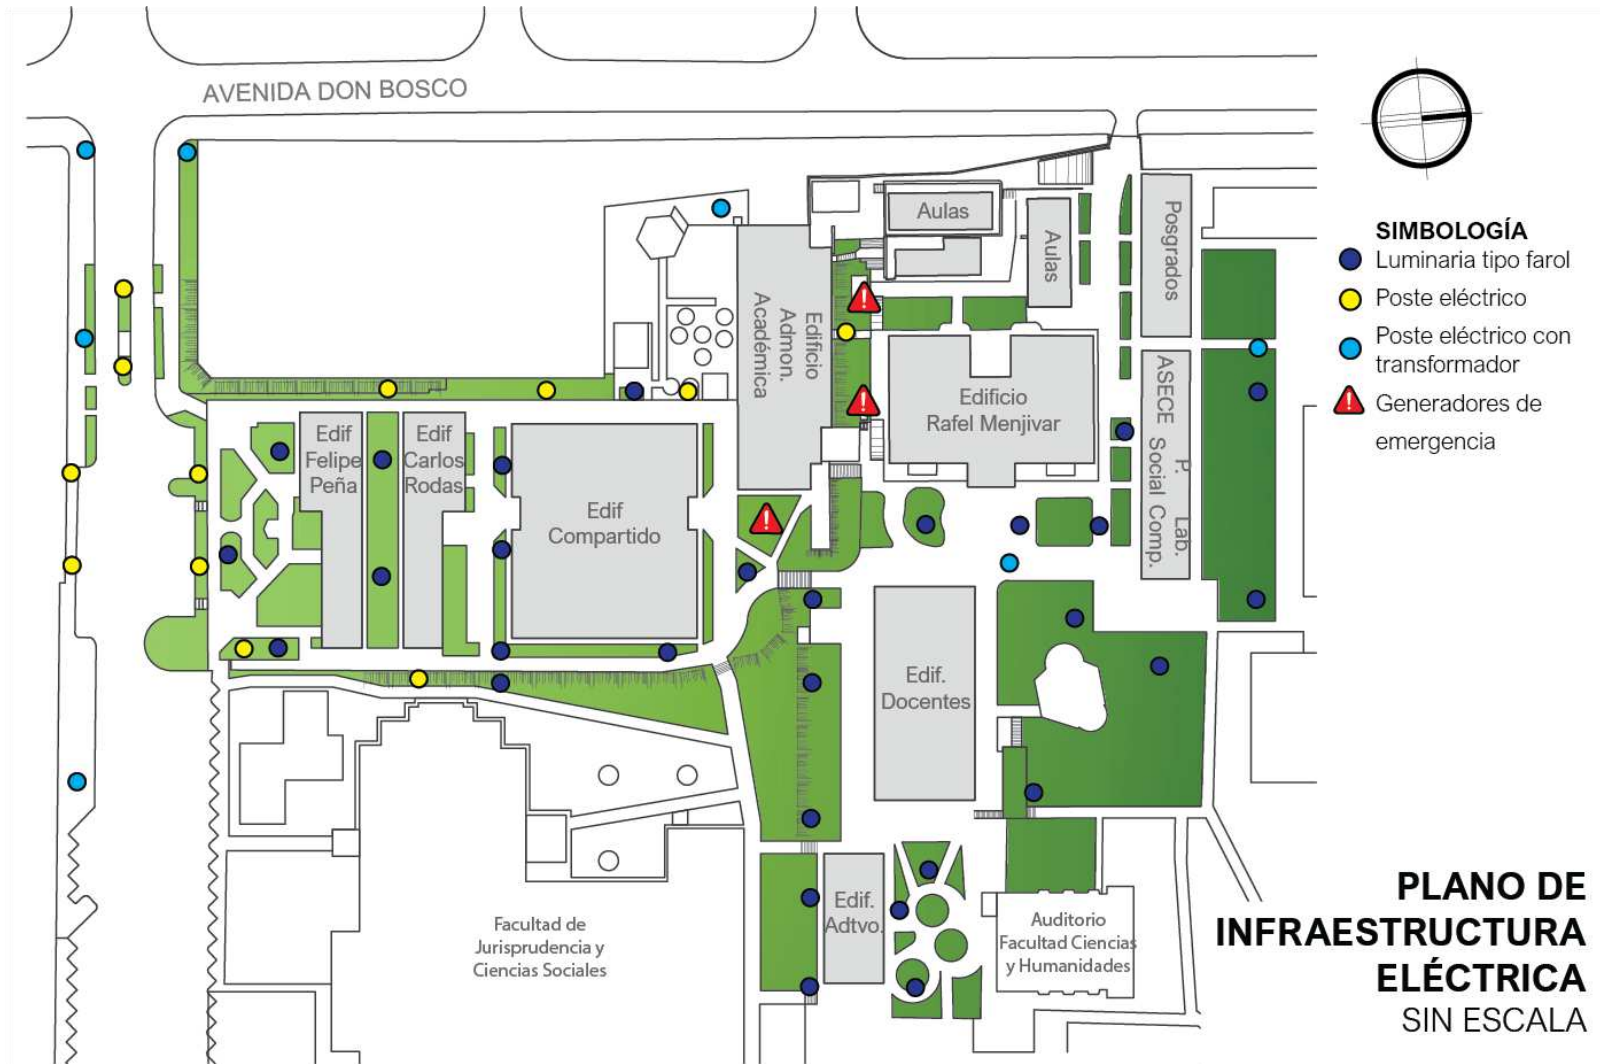 AVENIDA DON BOSCO
SIMBOLOGÍA
Luminaria tipo farol
Poste eléctrico
Poste eléctrico con
transformador
Generadores de
emergencia
Aulas
Aulas
Posgrados
Edificio
Admon.
Académica
Edificio
Rafel Menjivar
ASECE
P.
Social Comp.
Lab.
Edif
Felipe
Peña
Edif
Carlos
Rodas
Edif
Compartido
Edif.
Docentes
Edif.
Adtvo.
Facultad de
Jurisprudencia y
Ciencias Sociales
Auditorio
Facultad Ciencias
y Humanidades
PLANO DE
INFRAESTRUCTURA
ELÉCTRICA
SIN ESCALA